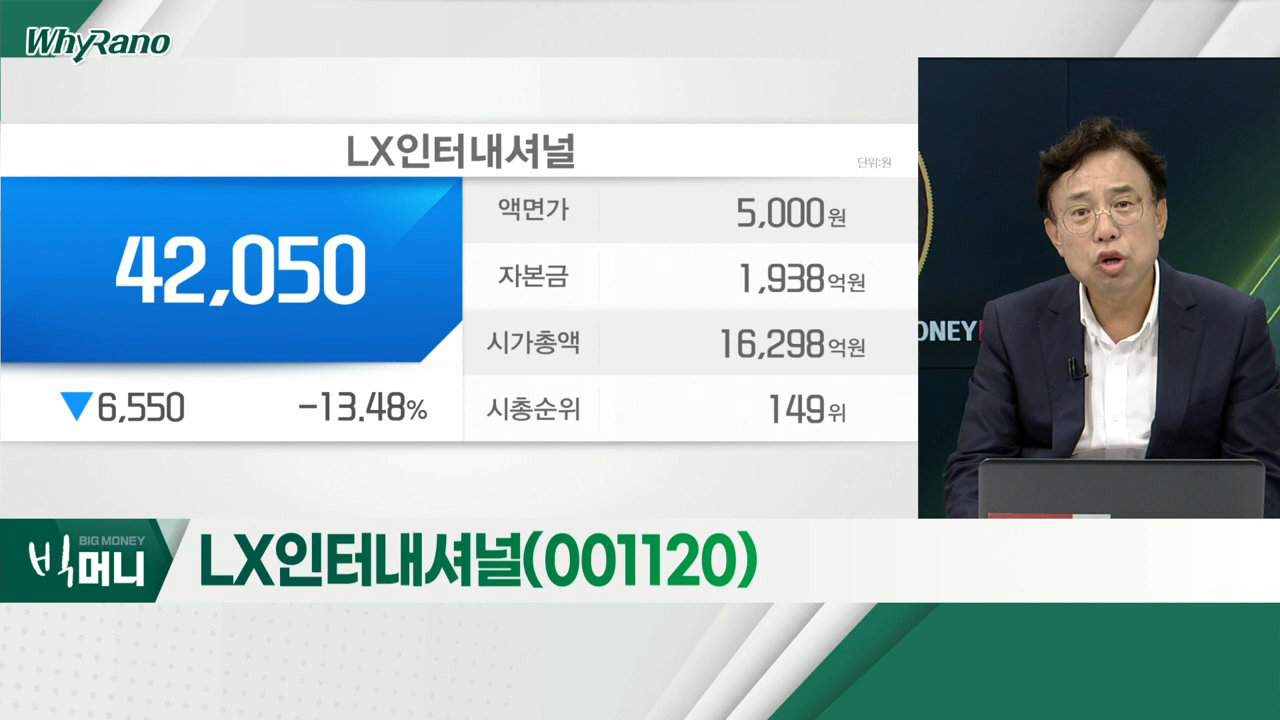 WhyRano
LX인터내셔널
단위:원
42,050
▼6,550 -13.48%
액면가 5,000원
자본금 1,938억원
시가총액 16,298억원
시총순위 149위
ONEY
BIG MONEY
빅머니
LX인터내셔널(001120)